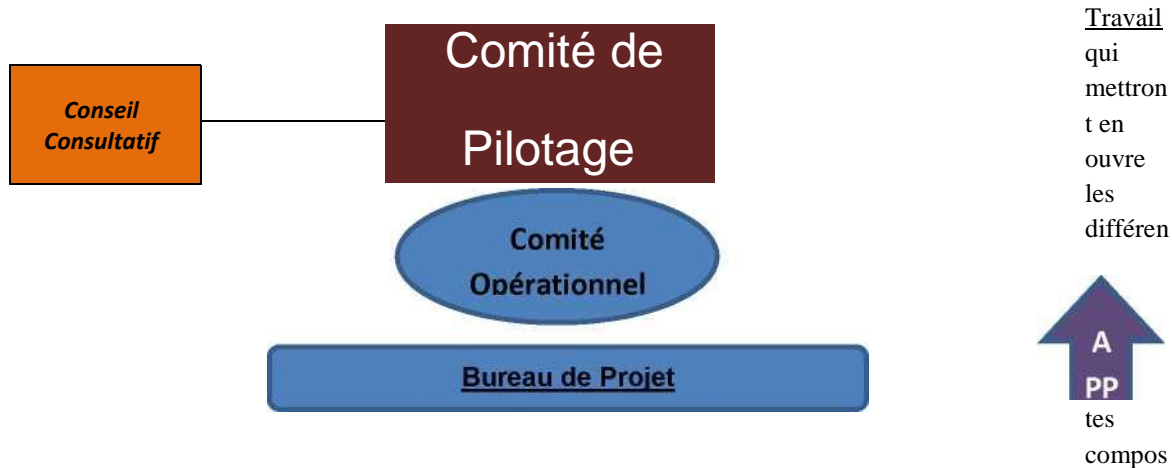 Conseil
Consultatif
Comité de
Pilotage
Comité
Opérationnel
Bureau de Projet
Travail
qui
mettron
t en
ouvre
les
différen
A
PP
tes
compos